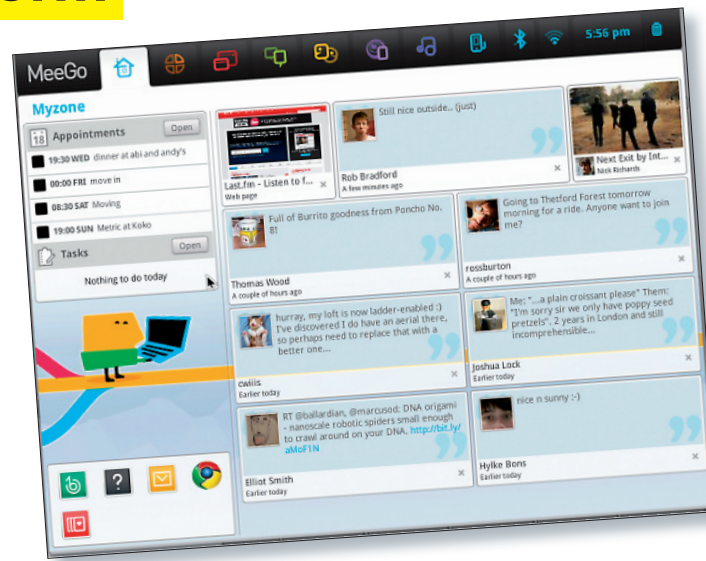 MeeGo
5:56 pm
Myzone
18 Appointments Open
19:30 WED dinner at abi and andy's
00:00 FRI move in
08:30 SAT Moving
19:00 SUN Metric at Koko
Tasks Open
Nothing to do today
Last.fm - Listen to f...
Web page
Still nice outside.. (just)
Rob Bradford
A few minutes ago
Next Exit by Int...
Nick Richards
Full of Burrito goodness from Poncho No.
8!
Thomas Wood
A couple of hours ago
Going to Thetford Forest tomorrow
morning for a ride. Anyone want to join
me?
rossburton
A couple of hours ago
hurray, my loft is now ladder-enabled :)
I've discovered I do have an aerial there,
so perhaps need to replace that with a
better one...
cwiiis
Earlier today
Me: "...a plain croissant please" Them:
"I'm sorry sir we only have poppy seed
pretzels". 2 years in London and still
incomprehensible...
Joshua Lock
Earlier today
RT @ballardian, @marcusod: DNA origami
- nanoscale robotic spiders small enough
to crawl around on your DNA. http://bit.ly/
aMoF1N
Elliot Smith
Earlier today
nice n sunny :-)
Hylke Bons
Earlier today